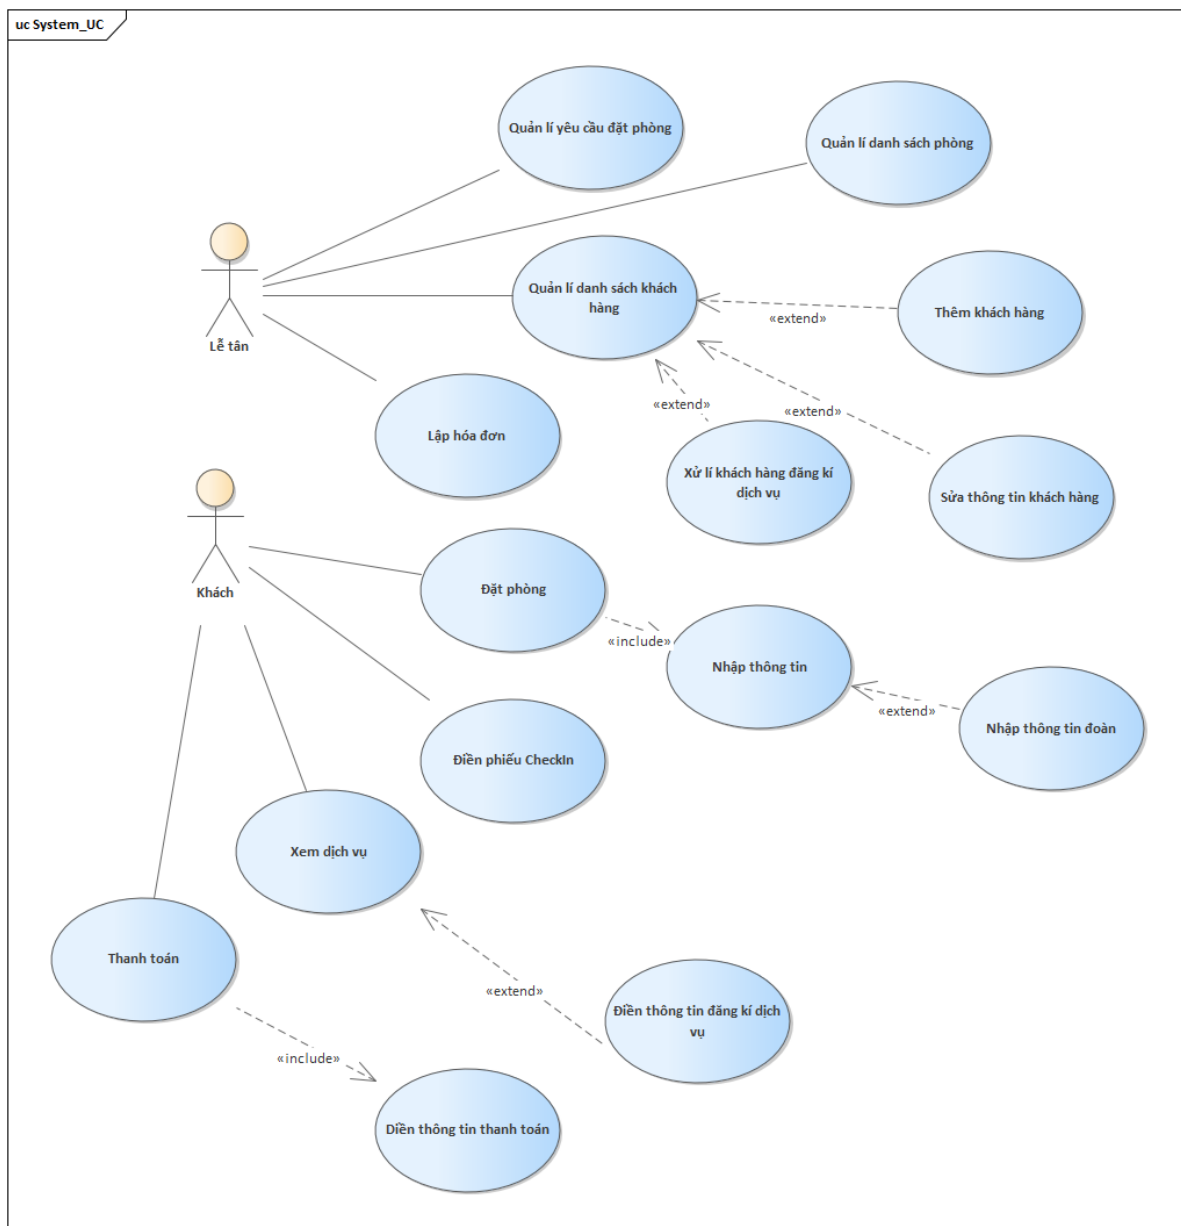 uc System_UC
Quản lí yêu cầu đặt phòng
Quản lí danh sách phòng
Quản lí danh sách khách
hàng
Thêm khách hàng
«extend»
Lễ tân
«extend»
«extend»
Lập hóa đơn
Xử lí khách hàng đăng kí
dịch vụ
Sửa thông tin khách hàng
Khách
Đặt phòng
«include»
Nhập thông tin
«extend»
Nhập thông tin đoàn
Điền phiếu CheckIn
Xem dịch vụ
Thanh toán
«extend»
Điền thông tin đăng kí dịch
vụ
«include»
Diền thông tin thanh toán